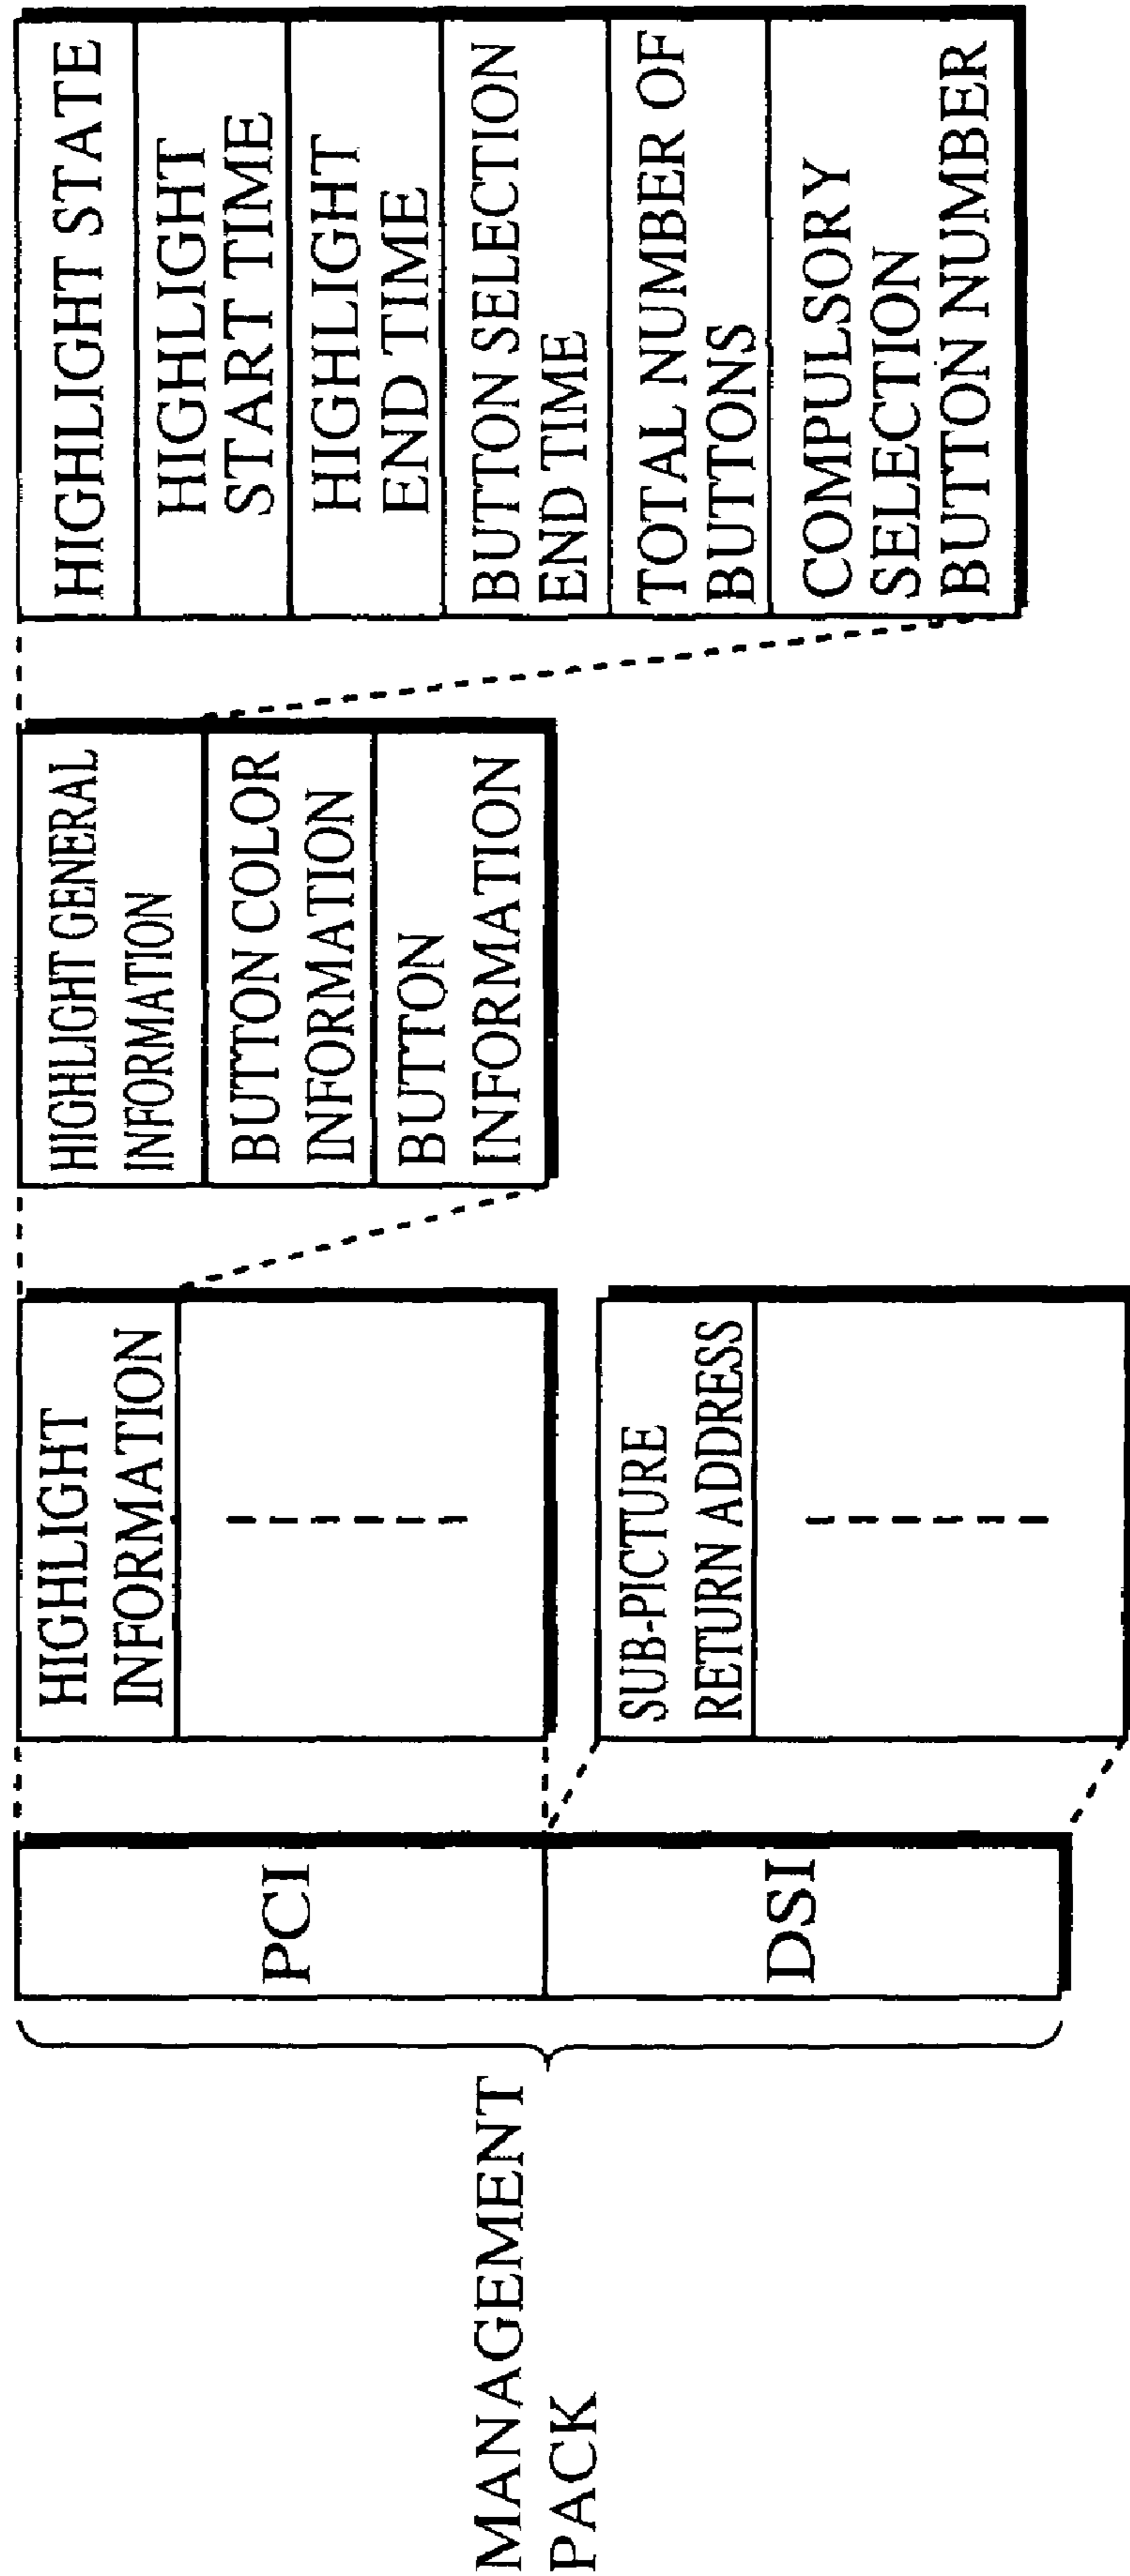 MANAGEMENT
PACK
PCI
DSI
HIGHLIGHT
INFORMATION
SUB-PICTURE
RETURN ADDRESS
HIGHLIGHT GENERAL
INFORMATION
BUTTON COLOR
INFORMATION
BUTTON
INFORMATION
HIGHLIGHT STATE
HIGHLIGHT
START TIME
HIGHLIGHT
END TIME
BUTTON SELECTION
END TIME
TOTAL NUMBER OF
BUTTONS
COMPULSORY
SELECTION
BUTTON NUMBER